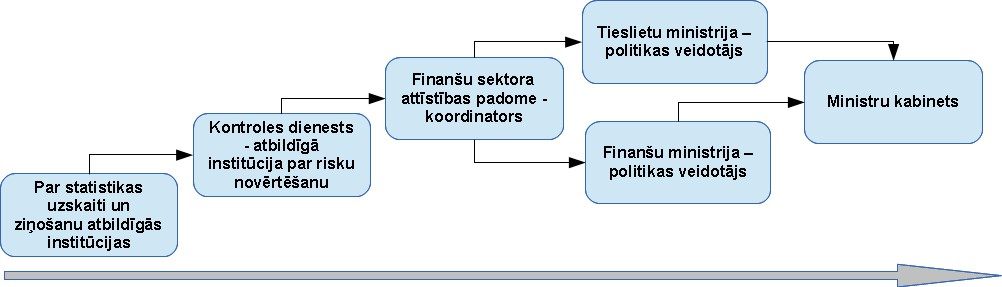 Par statistikas
uzskaiti un
ziņošanu atbildīgās
institūcijas
Kontroles dienests
- atbildīgā
institūcija par risku
novērtēšanu
Finanšu sektora
attīstības padome -
koordinators
Tieslietu ministrija –
politikas veidotājs
Finanšu ministrija –
politikas veidotājs
Ministru kabinets